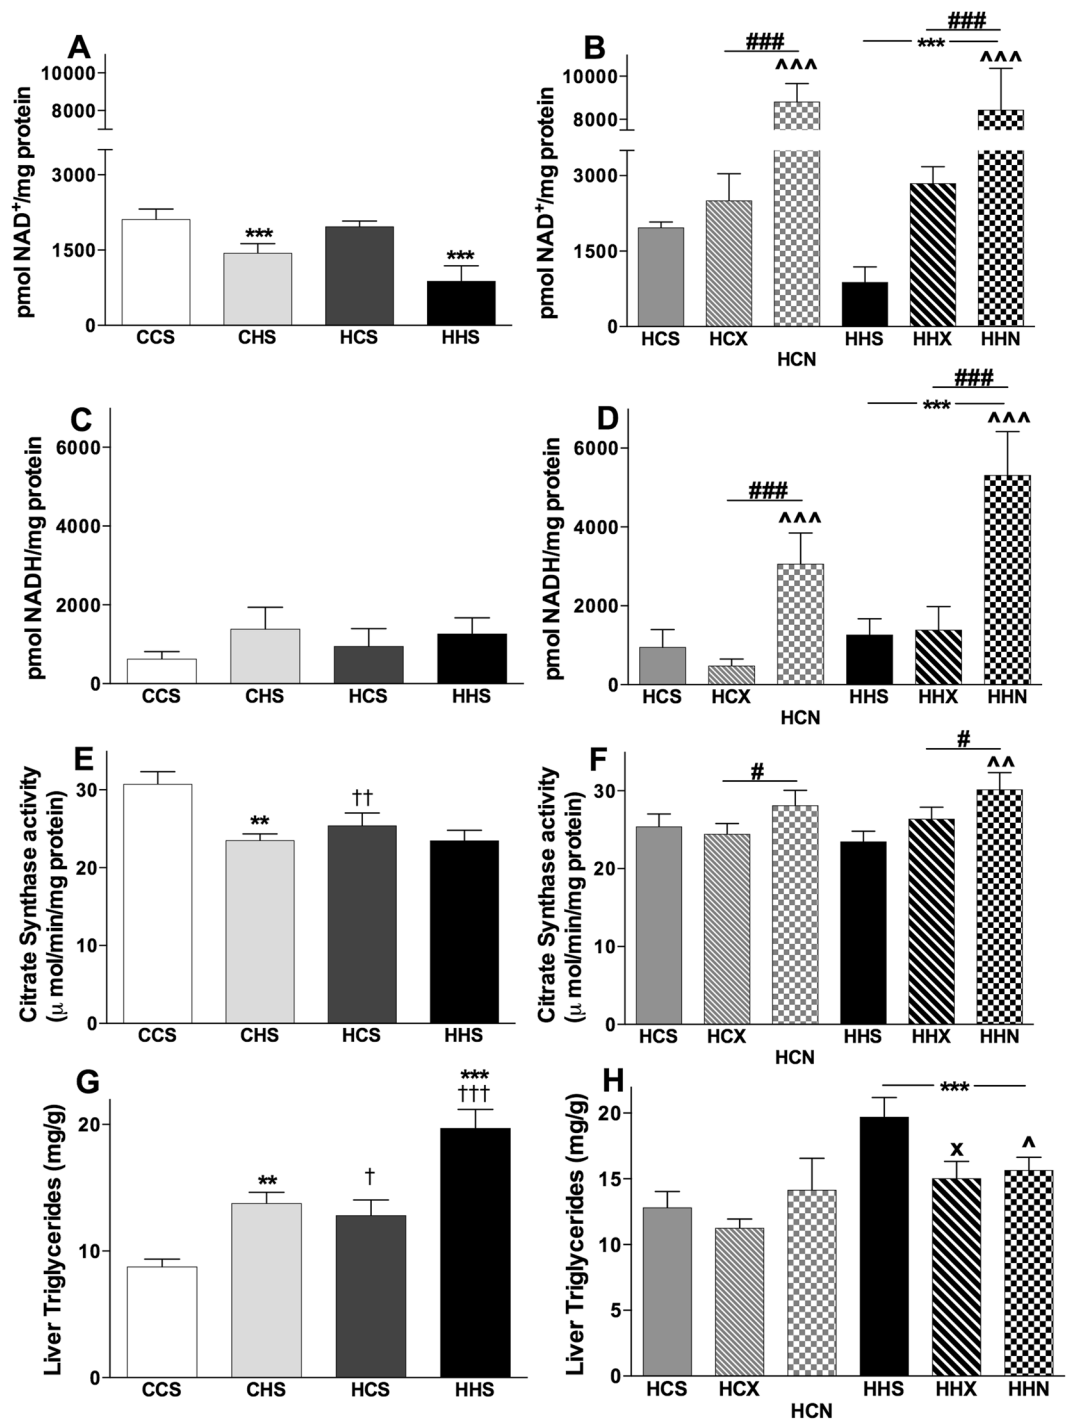 A
pmol NAD+/mg protein
10000
8000
3000
1500
0
***
***
CCS CHS HCS HHS
B
pmol NAD+/mg protein
10000
8000
3000
1500
0
###
^^^
###
***
^^^
HCS HCX HCN HHS HHX HHN
C
pmol NADH/mg protein
6000
4000
2000
0
CCS CHS HCS HHS
D
pmol NADH/mg protein
6000
4000
2000
0
###
^^^
###
***
^^^
HCS HCX HCN HHS HHX HHN
E
Citrate Synthase activity
(μ mol/min/mg protein)
30
20
10
0
**
††
CCS CHS HCS HHS
F
Citrate Synthase activity
(μ mol/min/mg protein)
30
20
10
0
#
#
^^
HCS HCX HCN HHS HHX HHN
G
Liver Triglycerides (mg/g)
20
10
0
**
†
***
†††
CCS CHS HCS HHS
H
Liver Triglycerides (mg/g)
20
15
10
5
0
***
x
^
HCS HCX HCN HHS HHX HHN